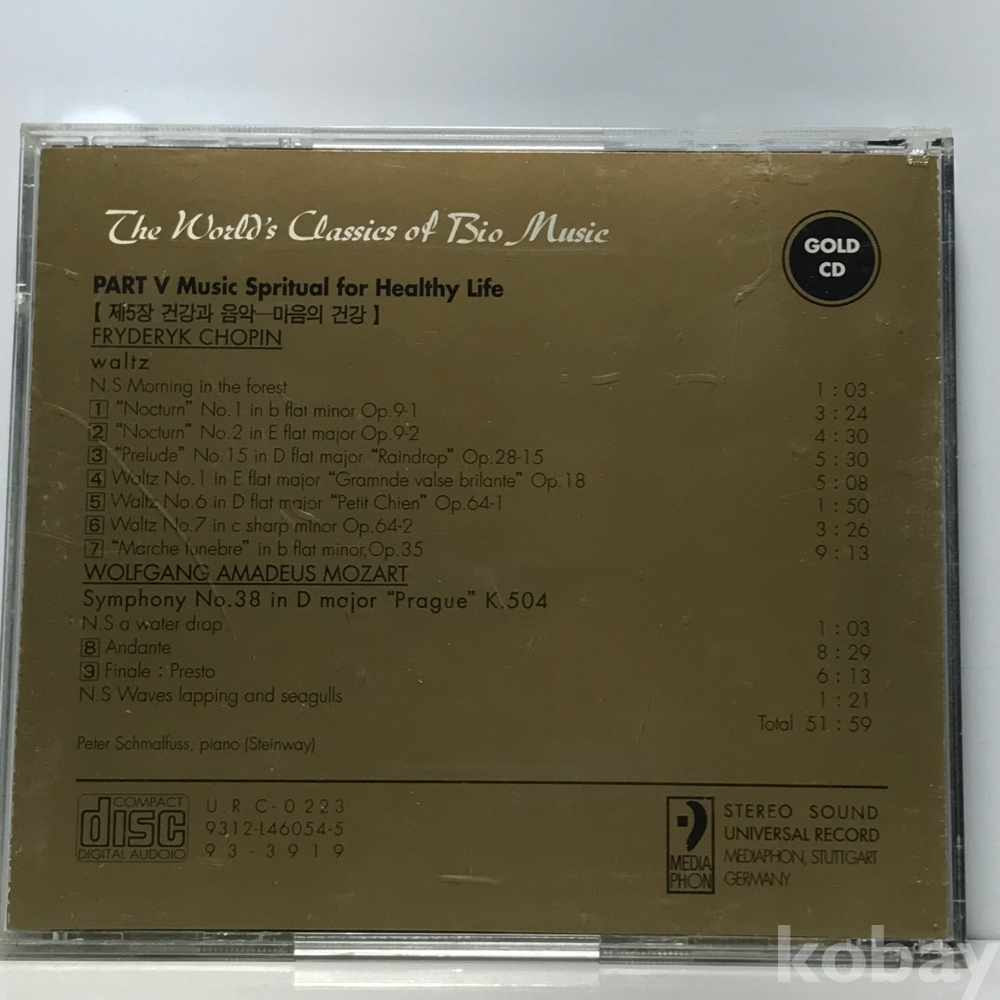 The World's Classics of Bio Music
GOLD
CD
PART V Music Spritual for Healthy Life
[ 제5장 건강과 음악—마음의 건강 ]
FRYDERYK CHOPIN
waltz
N.S Morning in the forest 1 : 03
1 "Nocturn" No.1 in b flat minor Op.9-1 3 : 24
2 "Nocturn" No.2 in E flat major Op.9-2 4 : 30
3 "Prelude" No.15 in D flat major "Raindrop" Op.28-15 5 : 30
4 Waltz No.1 in E flat major "Gramnde valse brilante" Op.18 5 : 08
5 Waltz No.6 in D flat major "Petit Chien" Op.64-1 1 : 50
6 Waltz No.7 in c sharp minor Op.64-2 3 : 26
7 "Marche funebre" in b flat minor,Op.35 9 : 13
WOLFGANG AMADEUS MOZART
Symphony No.38 in D major "Prague" K.504
N.S a water drop 1 : 03
8 Andante 8 : 29
9 Finale : Presto 6 : 13
N.S Waves lapping and seagulls 1 : 21
Total 51 : 59
Peter Schmalfuss, piano (Steinway)
COMPACT
disc
DIGITAL AUDOIO
U.R.C-0223
9312-L46054-5
93-3919
MEDIA
PHON
STEREO SOUND
UNIVERSAL RECORD
MEDIAPHON, STUTTGART
GERMANY
kobay